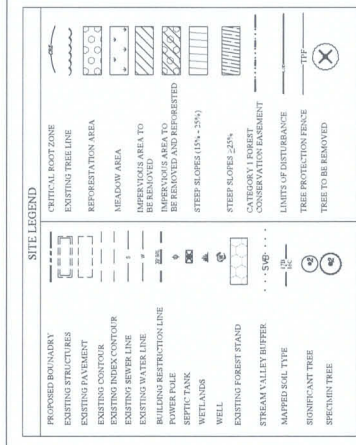 SITE LEGEND
PROPOSED BOUNADRY
EXISTING STRUCTURES
EXISTING PAVEMENT
EXISTING CONTOUR
EXISTING INDEX CONTOUR
EXISTING SEWER LINE
EXISTING WATER LINE
BUILDING RESTRICTION LINE
POWER POLE
SEPTIC TANK
WETLANDS
WELL
EXISTING FOREST STAND
STREAM VALLEY BUFFER
SVB
MAPPED SOIL TYPE
SIGNIFICANT TREE
SPECIMIN TREE
CRITICAL ROOT ZONE
EXISTING TREE LINE
REFORESTATION AREA
MEADOW AREA
IMPERVIOUS AREA TO
BE REMOVED
IMPERVIOUS AREA TO
BE REMOVED AND REFORESTED
STEEP SLOPES (15% - 25%)
STEEP SLOPES ≥25%
CATEGORY 1 FOREST
CONSERVATION EASEMENT
LIMITS OF DISTURBANCE
TREE PROTECTION FENCE
TPF
TREE TO BE REMOVED